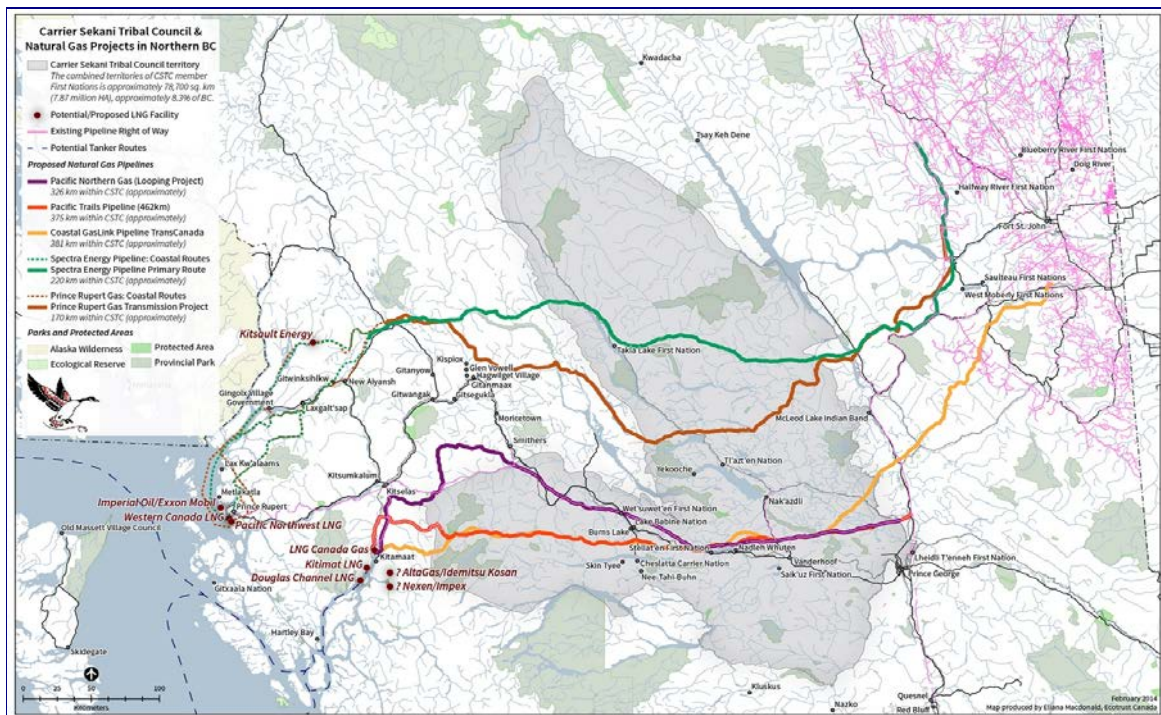 Carrier Sekani Tribal Council &
Natural Gas Projects in Northern BC
Carrier Sekani Tribal Council territory
The combined territories of CSTC member
First Nations is approximately 78,700 sq. km
(7.87 million HA), approximately 8.3% of BC.
Potential/Proposed LNG Facility
Existing Pipeline Right of Way
Potential Tanker Routes
Proposed Natural Gas Pipelines
Pacific Northern Gas (Looping Project)
326 km within CSTC (approximately)
Pacific Trails Pipeline (462km)
375 km within CSTC (approximately)
Coastal GasLink Pipeline TransCanada
381 km within CSTC (approximately)
Spectra Energy Pipeline: Coastal Routes
Spectra Energy Pipeline Primary Route
220 km within CSTC (approximately)
Prince Rupert Gas: Coastal Routes
Prince Rupert Gas Transmission Project
170 km within CSTC (approximately)
Parks and Protected Areas
Alaska Wilderness
Protected Area
Ecological Reserve
Provincial Park
Kwadacha
Tsay Keh Dene
Blueberry River First Nations
Doig River
Halfway River First Nation
Fort St. John
Saulteau First Nations
West Moberly First Nations
Kitsault Energy
Takla Lake First Nation
Kispiox
Glen Vowell
Hagwilget Village
Gitanmaax
Gitanyow
Gitwinksihlkw
New Aiyansh
Gitwangak
Gitsegukla
Gingolx Village
Government
Laxgalt'sap
Moricetown
McLeod Lake Indian Band
Smithers
Lax Kw'alaams
Kitsumkalum
Kitselas
Yekooche
Tl'azt'en Nation
Metlakatla
Imperial Oil/Exxon Mobil
Prince Rupert
Western Canada LNG
Pacific Northwest LNG
Nak'azdli
Wet'suwet'en First Nation
Lake Babine Nation
Burns Lake
Old Massett Village Council
LNG Canada Gas
Kitamaat
Stellat'en First Nation
Nadleh Whuten
Lheidli T'enneh First Nation
Kitimat LNG
Skin Tyee
Cheslatta Carrier Nation
Vanderhoof
Prince George
? AltaGas/Idemitsu Kosan
Nee-Tahi-Buhn
Saik'uz First Nation
Douglas Channel LNG
? Nexen/Impex
Gitxaala Nation
Hartley Bay
Skidegate
Kluskus
Nazko
Quesnel
Red Bluff
0 25 50 100
Kilometers
February 2014
Map produced by Eliana Macdonald, Ecotrust Canada